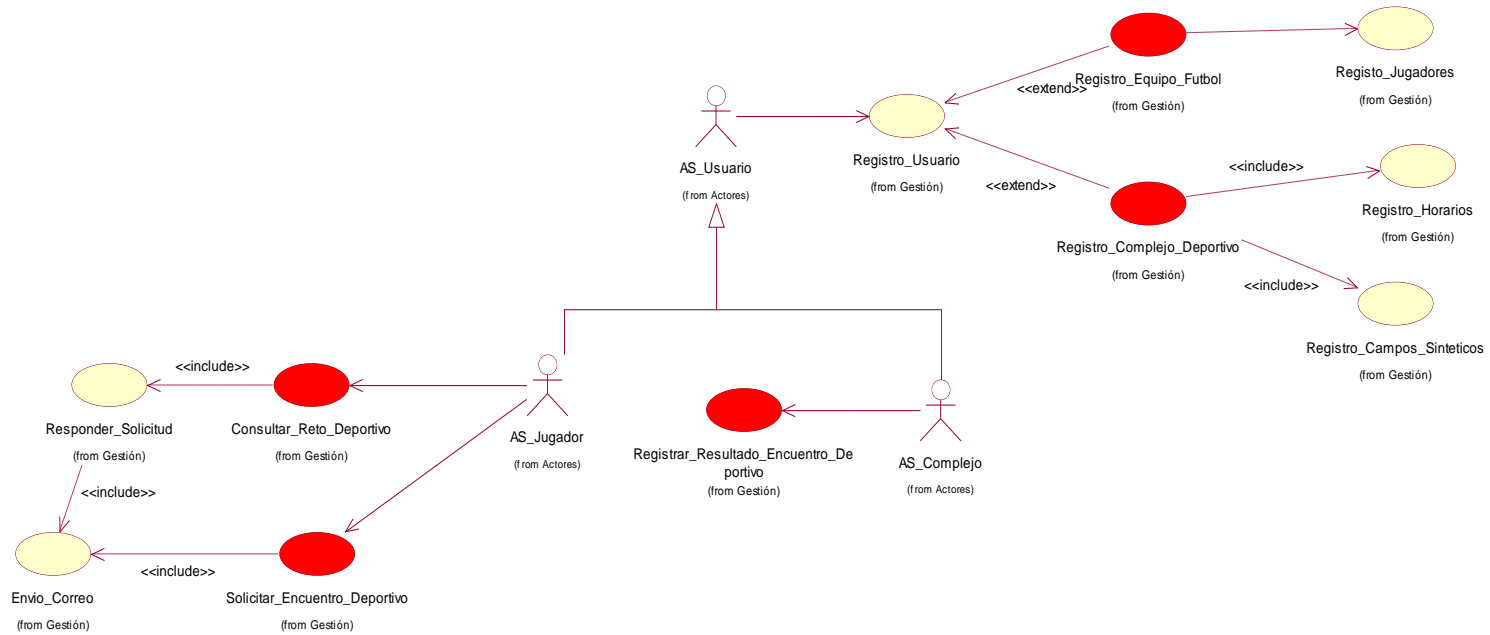 Registro_Equipo_Futbol
(from Gestión)
Registo_Jugadores
(from Gestión)
<<extend>>
AS_Usuario
(from Actores)
Registro_Usuario
(from Gestión)
<<extend>>
<<include>>
Registro_Horarios
(from Gestión)
Registro_Complejo_Deportivo
(from Gestión)
<<include>>
Registro_Campos_Sinteticos
(from Gestión)
<<include>>
Responder_Solicitud
(from Gestión)
Consultar_Reto_Deportivo
(from Gestión)
AS_Jugador
(from Actores)
Registrar_Resultado_Encuentro_De
portivo
(from Gestión)
AS_Complejo
(from Actores)
<<include>>
<<include>>
Envio_Correo
(from Gestión)
Solicitar_Encuentro_Deportivo
(from Gestión)